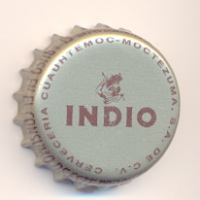 INDIO
CERVECERIA CUAUHTEMOC-MOCTEZUMA, S.A. DE C.V.